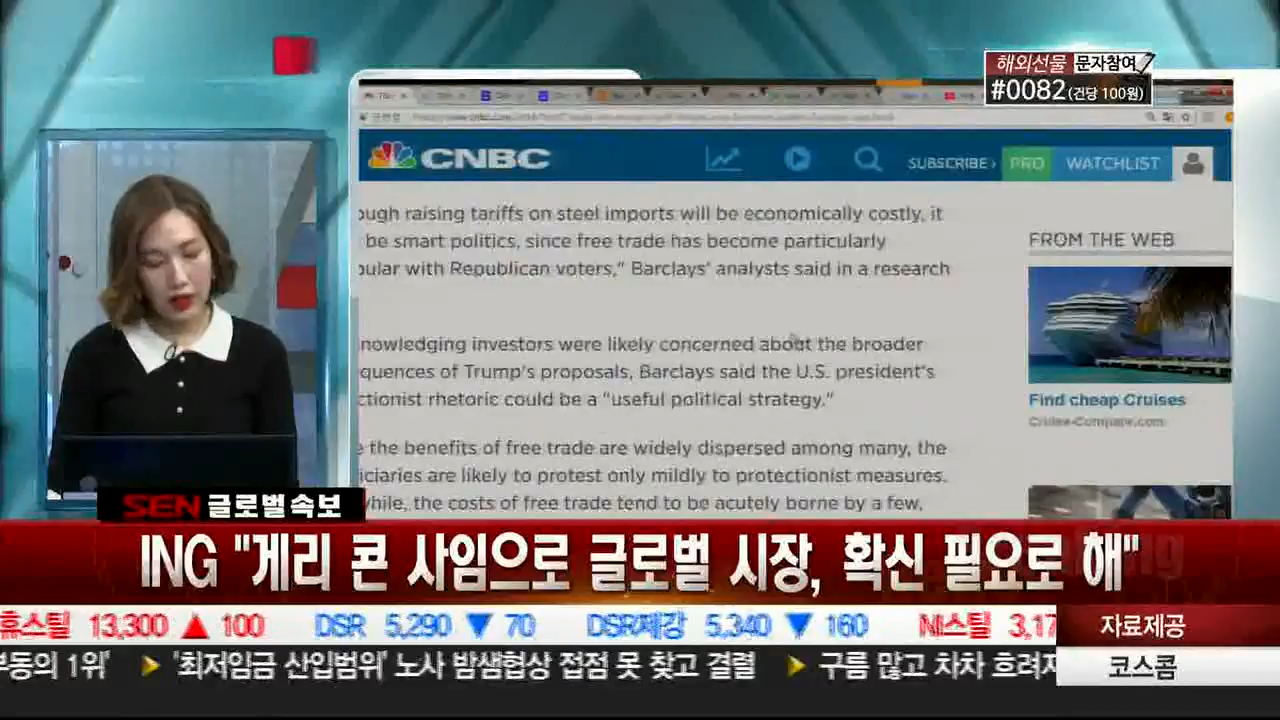 해외선물 문자참여
#0082(건당 100원)
CNBC
SUBSCRIBE
PRO
WATCHLIST
ough raising tariffs on steel imports will be economically costly, it
be smart politics, since free trade has become particularly
ular with Republican voters," Barclays' analysts said in a research
nowledging investors were likely concerned about the broader
quences of Trump's proposals, Barclays said the U.S. president's
ctionist rhetoric could be a "useful political strategy."
e the benefits of free trade are widely dispersed among many, the
iciaries are likely to protest only mildly to protectionist measures.
while, the costs of free trade tend to be acutely borne by a few,
FROM THE WEB
Find cheap Cruises
Cruise-Compare.com
SEN 글로벌속보
ING "게리 콘 사임으로 글로벌 시장, 확신 필요로 해"
휴스틸 13,300 ▲ 100 DSR 5,290 ▼ 70 DSR제강 5,340 ▼ 160 NI스틸 3,17
자료제공
부동의 1위' '최저임금 산입범위' 노사 밤샘협상 접점 못 찾고 결렬 구름 많고 차차 흐려지
코스콤